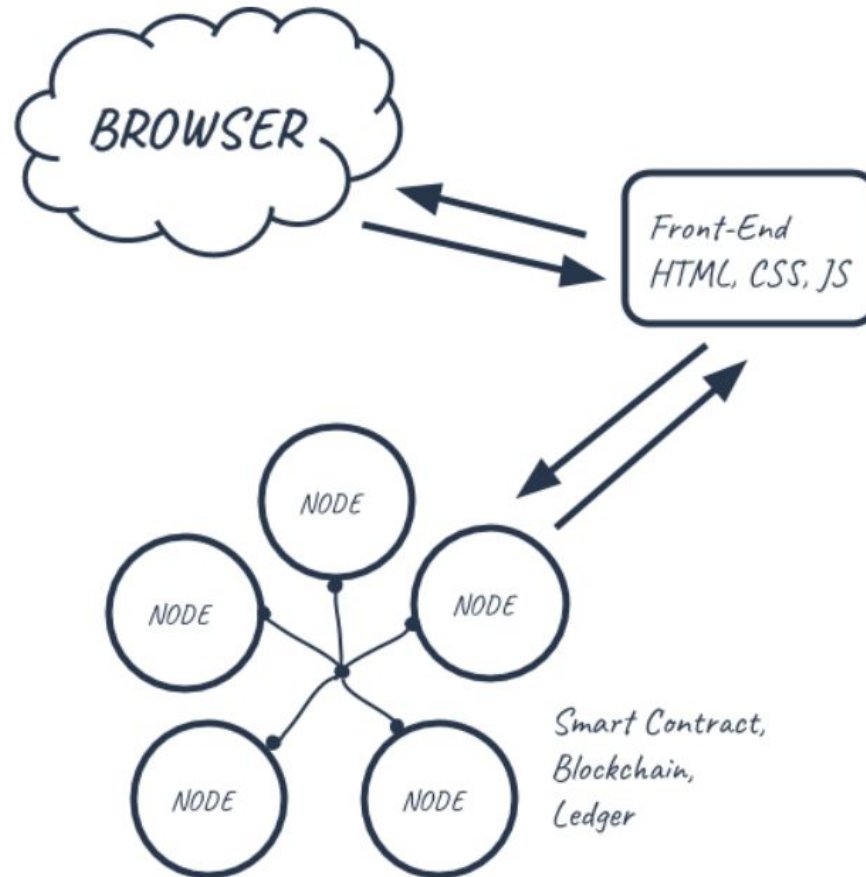 BROWSER
Front-End
HTML, CSS, JS
NODE
NODE
NODE
NODE
NODE
Smart Contract,
Blockchain,
Ledger